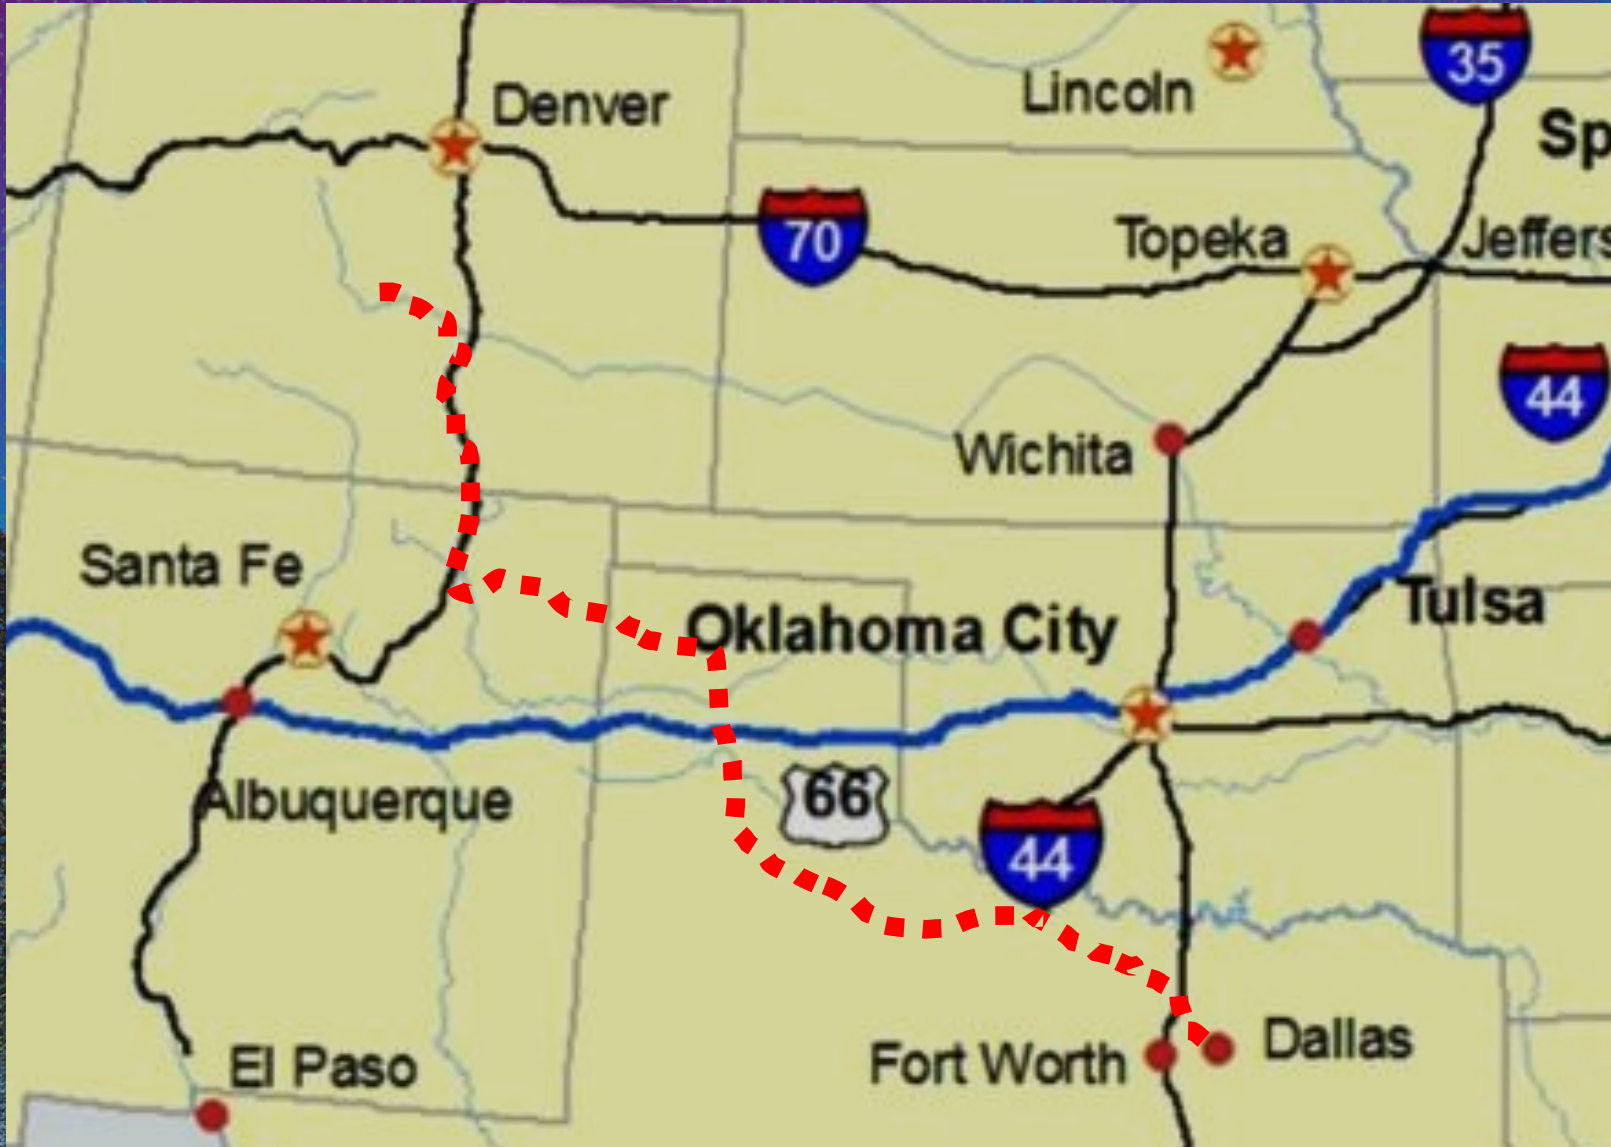 35
Lincoln
Denver
Sp
70
Topeka
Jeffers
44
Wichita
Santa Fe
Oklahoma City
Tulsa
66
Albuquerque
44
El Paso
Fort Worth
Dallas